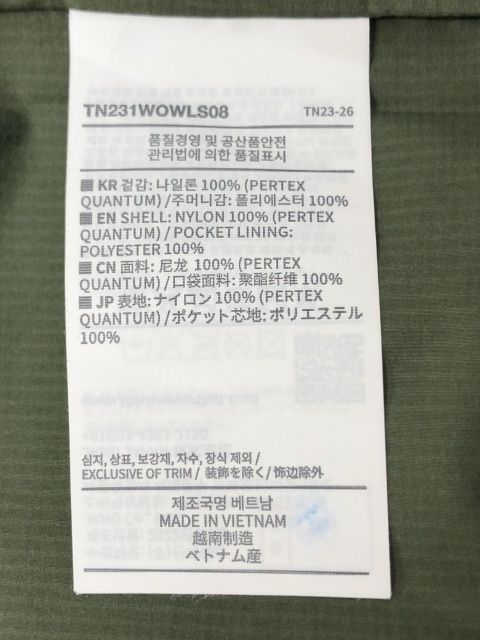 TN231WOWLS08 TN23-26
품질경영 및 공산품안전
관리법에 의한 품질표시
■ KR 겉감: 나일론 100% (PERTEX
QUANTUM) /주머니감: 폴리에스터 100%
■ EN SHELL: NYLON 100% (PERTEX
QUANTUM) / POCKET LINING:
POLYESTER 100%
■ CN 面料: 尼龙 100% (PERTEX
QUANTUM) /口袋面料: 聚酯纤维 100%
■ JP 表地: ナイロン 100% (PERTEX
QUANTUM) /ポケット芯地: ポリエステル
100%
심지, 상표, 보강재, 자수, 장식 제외 /
EXCLUSIVE OF TRIM / 装飾を除く / 饰边除外
제조국명 베트남
MADE IN VIETNAM
越南制造
ベトナム産